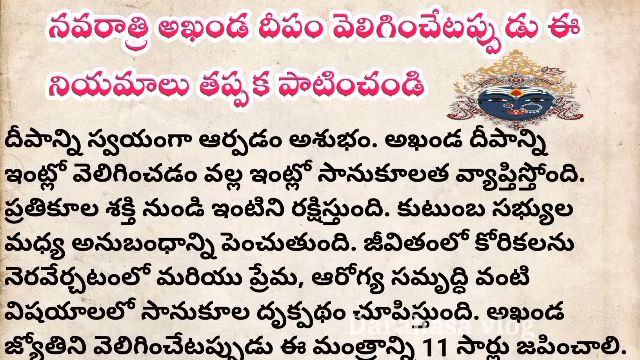 నవరాత్రి అఖండ దీపం వెలిగించేటప్పుడు ఈ
నియమాలు తప్పక పాటించండి
దీపాన్ని స్వయంగా ఆర్పడం అశుభం. అఖండ దీపాన్ని
ఇంట్లో వెలిగించడం వల్ల ఇంట్లో సానుకూలత వ్యాప్తిస్తోంది.
ప్రతికూల శక్తి నుండి ఇంటిని రక్షిస్తుంది. కుటుంబ సభ్యుల
మధ్య అనుబంధాన్ని పెంచుతుంది. జీవితంలో కోరికలను
నెరవేర్చటంలో మరియు ప్రేమ, ఆరోగ్య సమృద్ధి వంటి
విషయాలలో సానుకూల దృక్పథం చూపిస్తుంది. అఖండ
జ్యోతిని వెలిగించేటప్పుడు ఈ మంత్రాన్ని 11 సార్లు జపించాలి.